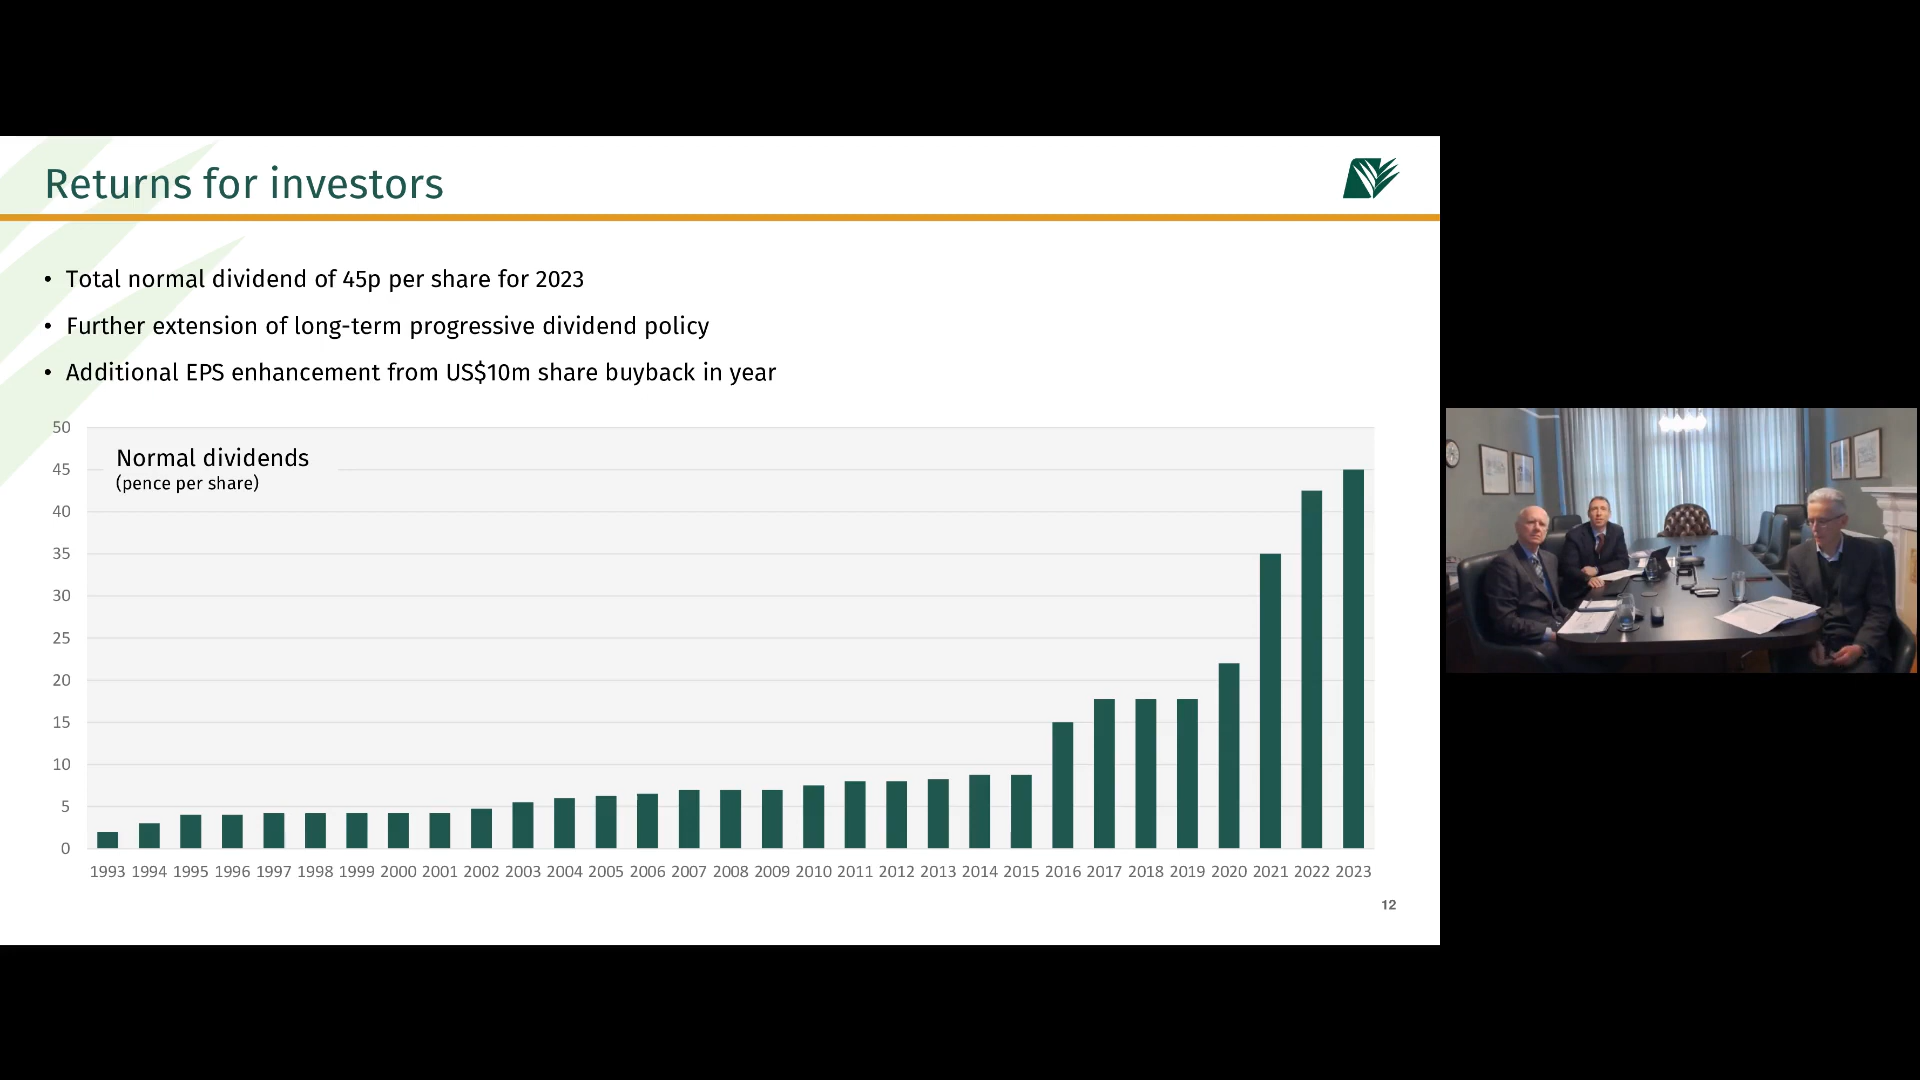 Returns for investors
• Total normal dividend of 45p per share for 2023
• Further extension of long-term progressive dividend policy
• Additional EPS enhancement from US$10m share buyback in year
Normal dividends
(pence per share)
50
45
40
35
30
25
20
15
10
5
0
1993 1994 1995 1996 1997 1998 1999 2000 2001 2002 2003 2004 2005 2006 2007 2008 2009 2010 2011 2012 2013 2014 2015 2016 2017 2018 2019 2020 2021 2022 2023
12